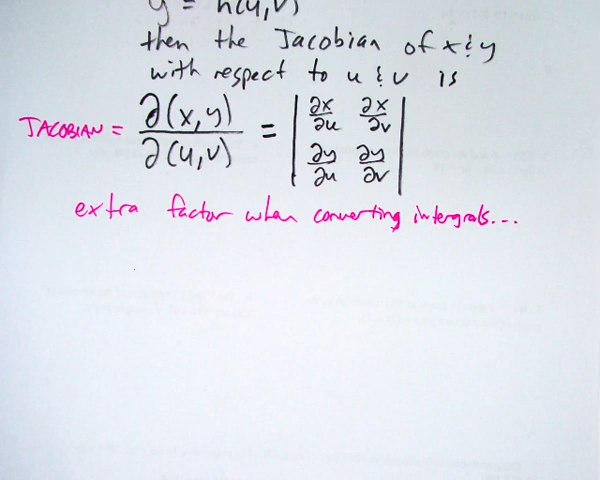 y = h(u,v)
then the Jacobian of x & y
with respect to u & v is
JACOBIAN = ∂(x,y)/∂(u,v) = | ∂x/∂u ∂x/∂v |
| ∂y/∂u ∂y/∂v |
extra factor when converting intergrals...